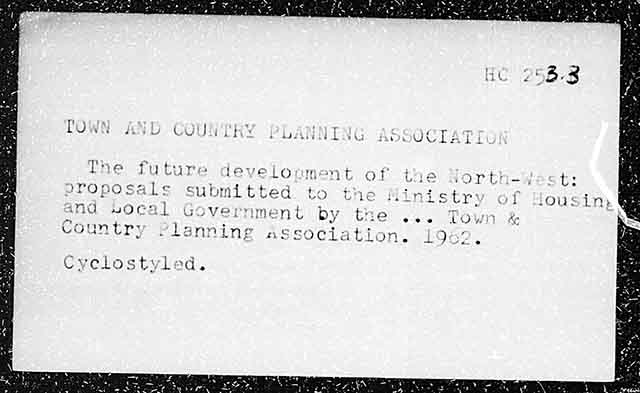 HC 253.3
TOWN AND COUNTRY PLANNING ASSOCIATION
The future development of the North-West:
proposals submitted to the Ministry of Housing
and Local Government by the ... Town &
Country Planning Association. 1962.
Cyclostyled.